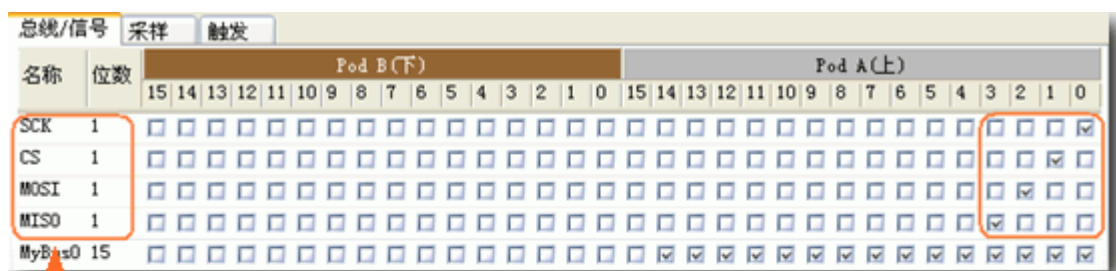 总线/信号 采样 触发
名称 位数 Pod B(下) Pod A(上)
15 14 13 12 11 10 9 8 7 6 5 4 3 2 1 0 15 14 13 12 11 10 9 8 7 6 5 4 3 2 1 0
SCK 1
CS 1
MOSI 1
MISO 1
MyBus0 15